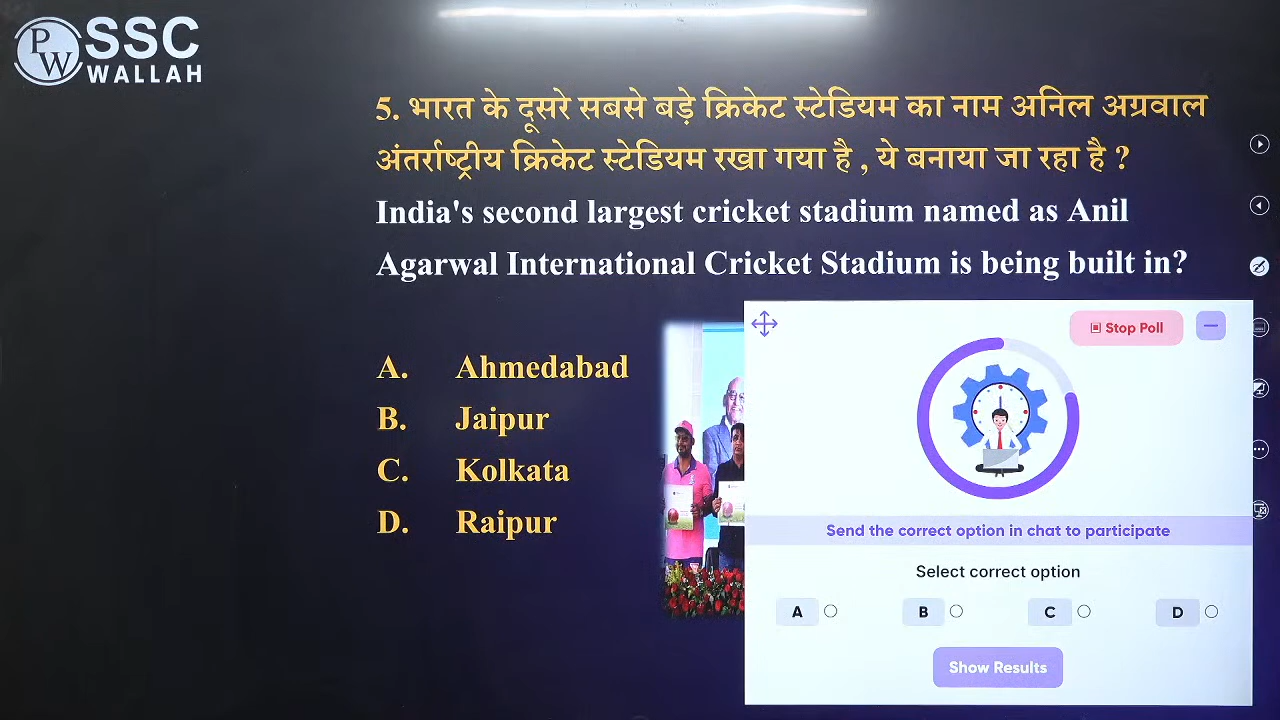 PW
SSC
WALLAH
5. भारत के दूसरे सबसे बड़े क्रिकेट स्टेडियम का नाम अनिल अग्रवाल
अंतर्राष्ट्रीय क्रिकेट स्टेडियम रखा गया है , ये बनाया जा रहा है ?
India's second largest cricket stadium named as Anil
Agarwal International Cricket Stadium is being built in?
A. Ahmedabad
B. Jaipur
C. Kolkata
D. Raipur
Stop Poll
Send the correct option in chat to participate
Select correct option
A B C D
Show Results